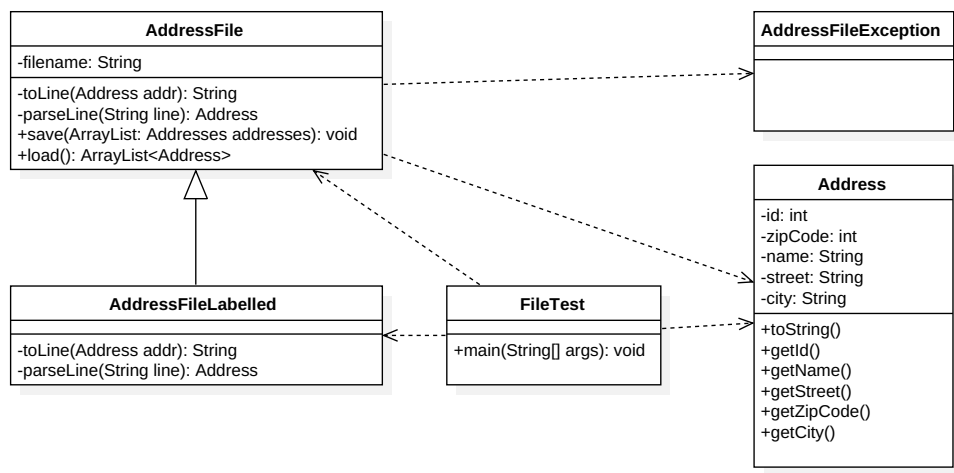 AddressFile
-filename: String
-toLine(Address addr): String
-parseLine(String line): Address
+save(ArrayList: Addresses addresses): void
+load(): ArrayList<Address>
AddressFileException
Address
-id: int
-zipCode: int
-name: String
-street: String
-city: String
+toString()
+getId()
+getName()
+getStreet()
+getZipCode()
+getCity()
AddressFileLabelled
-toLine(Address addr): String
-parseLine(String line): Address
FileTest
+main(String[] args): void